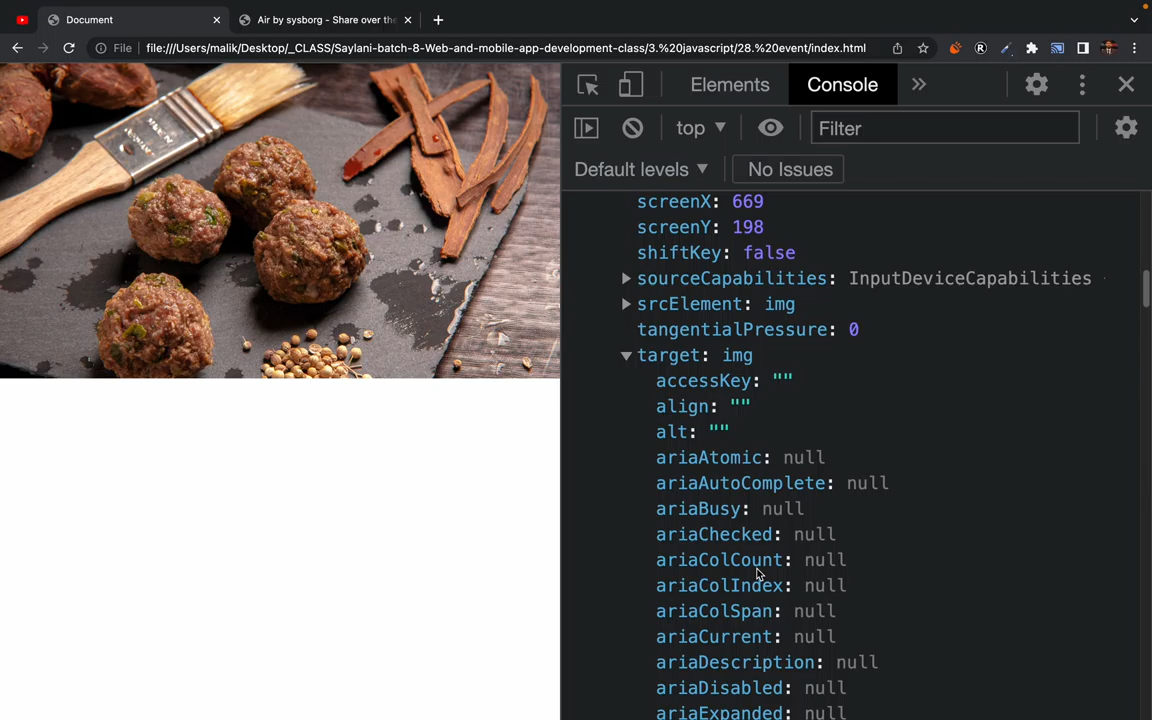 Document
Air by sysborg - Share over the
File
file:///Users/malik/Desktop/_CLASS/Saylani-batch-8-Web-and-mobile-app-development-class/3.%20javascript/28.%20event/index.html
Elements
Console
top
Filter
Default levels
No Issues
screenX: 669
screenY: 198
shiftKey: false
sourceCapabilities: InputDeviceCapabilities
srcElement: img
tangentialPressure: 0
target: img
accessKey: ""
align: ""
alt: ""
ariaAtomic: null
ariaAutoComplete: null
ariaBusy: null
ariaChecked: null
ariaColCount: null
ariaColIndex: null
ariaColSpan: null
ariaCurrent: null
ariaDescription: null
ariaDisabled: null
ariaExpanded: null